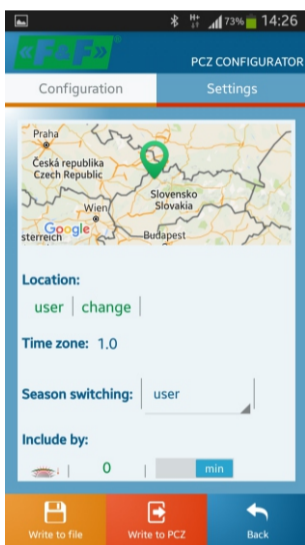 73% 14:26
«F&F»®
PCZ CONFIGURATOR
Configuration Settings
Praha
Česká republika
Czech Republic
Slovensko
Slovakia
Wien
Google
sterreich
Budapest
Location:
user change
Time zone: 1.0
Season switching: user
Include by:
0 min
Write to file Write to PCZ Back